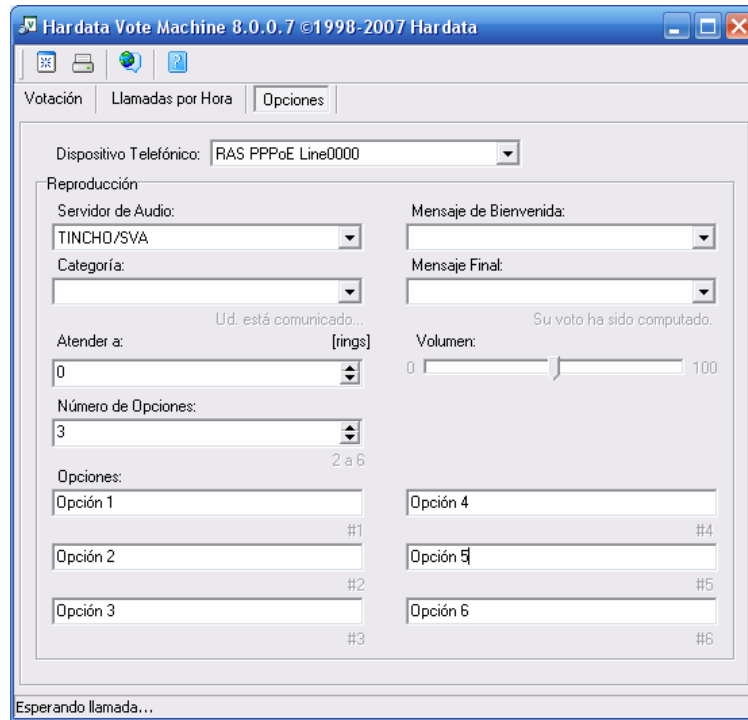 Hardata Vote Machine 8.0.0.7 ©1998-2007 Hardata
Votación Llamadas por Hora Opciones
Dispositivo Telefónico: RAS PPPoE Line0000
Reproducción
Servidor de Audio: Mensaje de Bienvenida:
TINCHO/SVA
Categoría: Mensaje Final:
Ud. está comunicado... Su voto ha sido computado.
Atender a: [rings] Volumen:
0 0 100
Número de Opciones:
3
2 a 6
Opciones:
Opción 1 Opción 4
#1 #4
Opción 2 Opción 5
#2 #5
Opción 3 Opción 6
#3 #6
Esperando llamada...